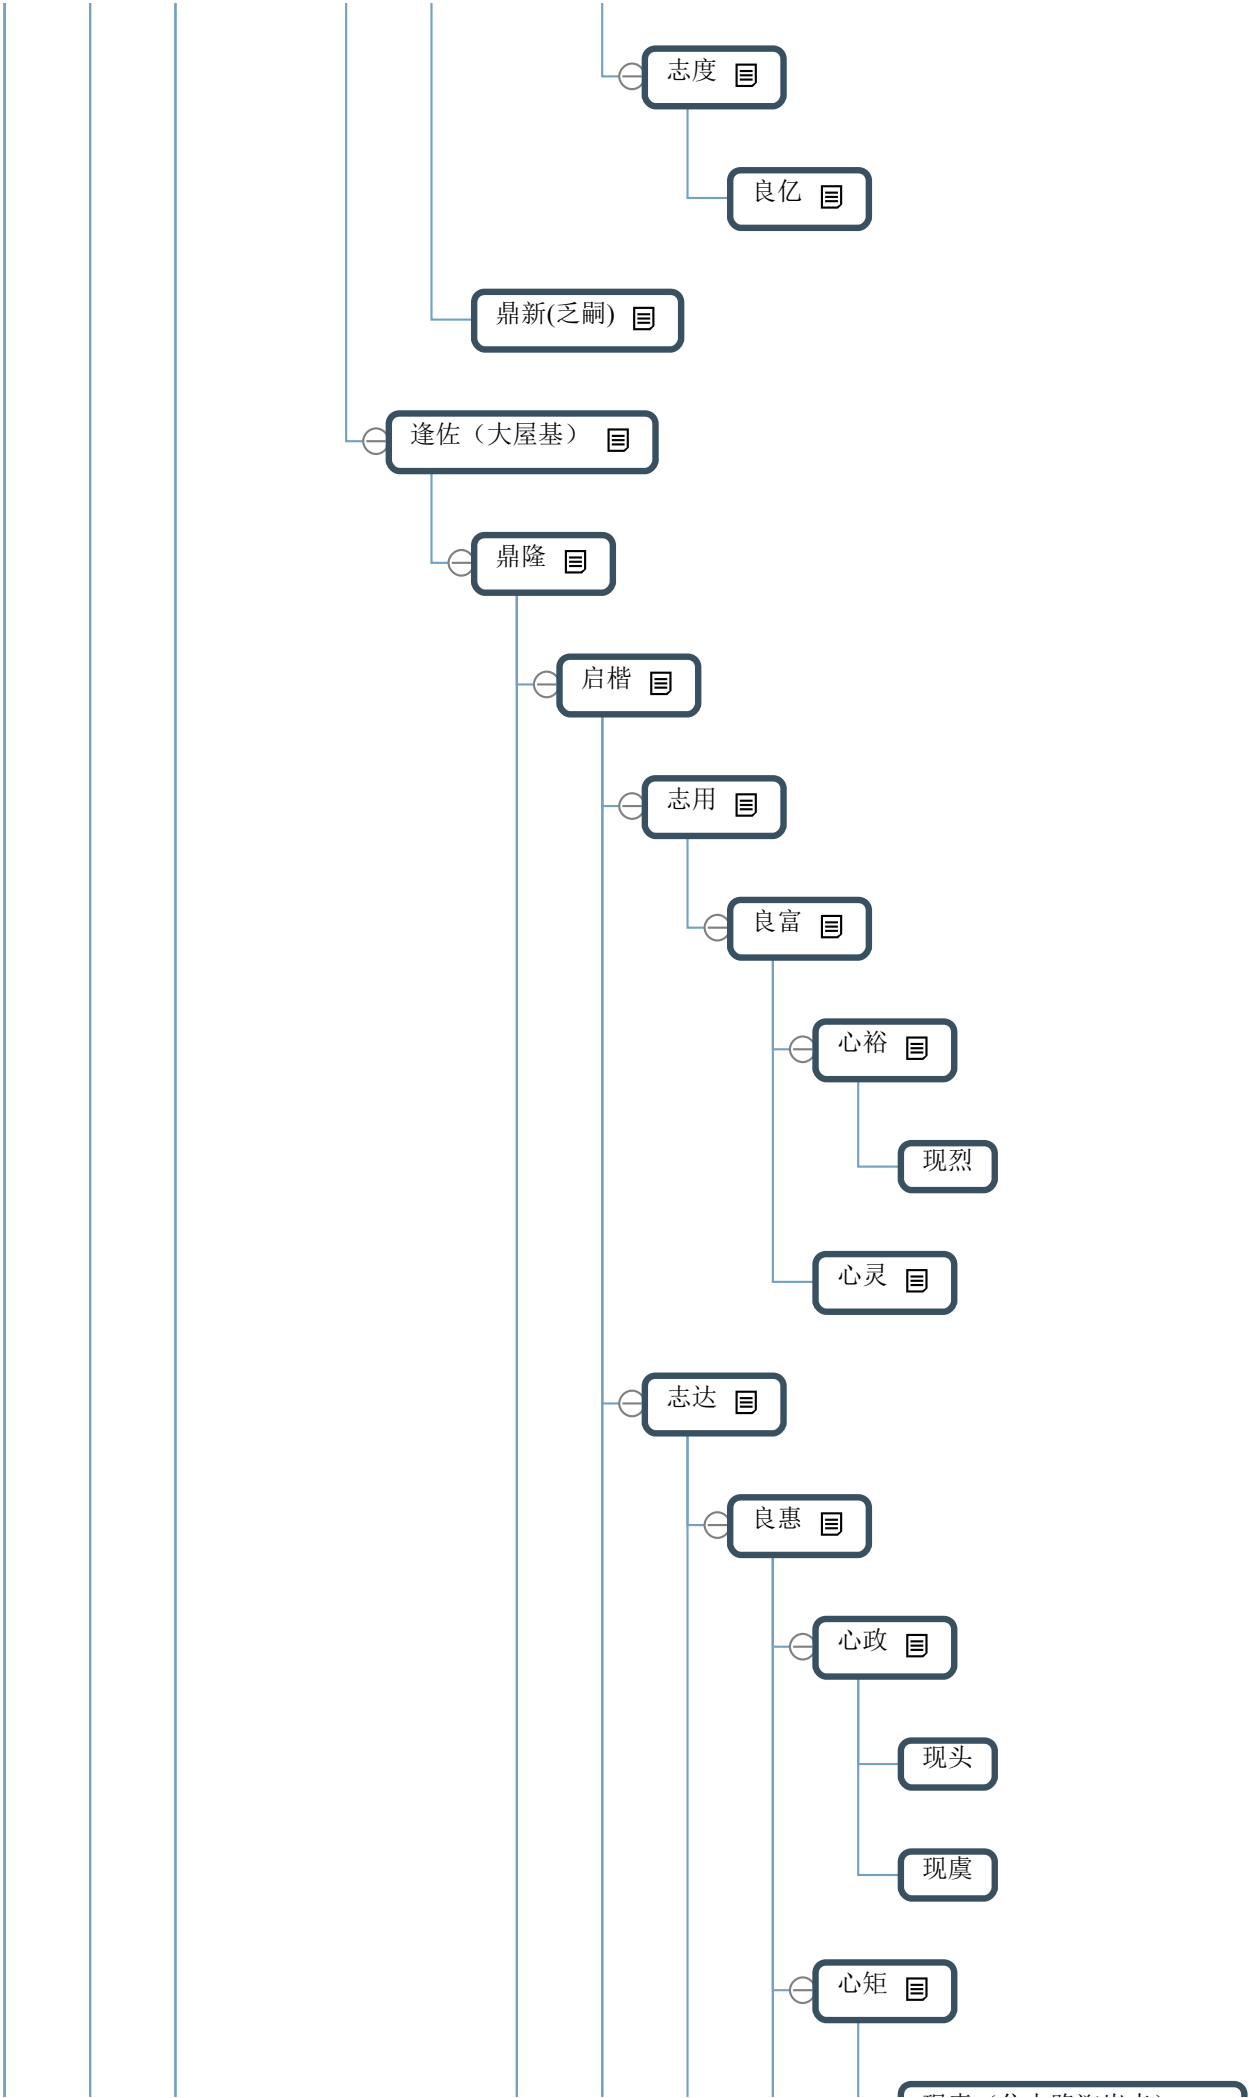 志度
良亿
鼎新(乏嗣)
逢佐（大屋基）
鼎隆
启楷
志用
良富
心裕
现烈
心灵
志达
良惠
心政
现头
现虞
心矩